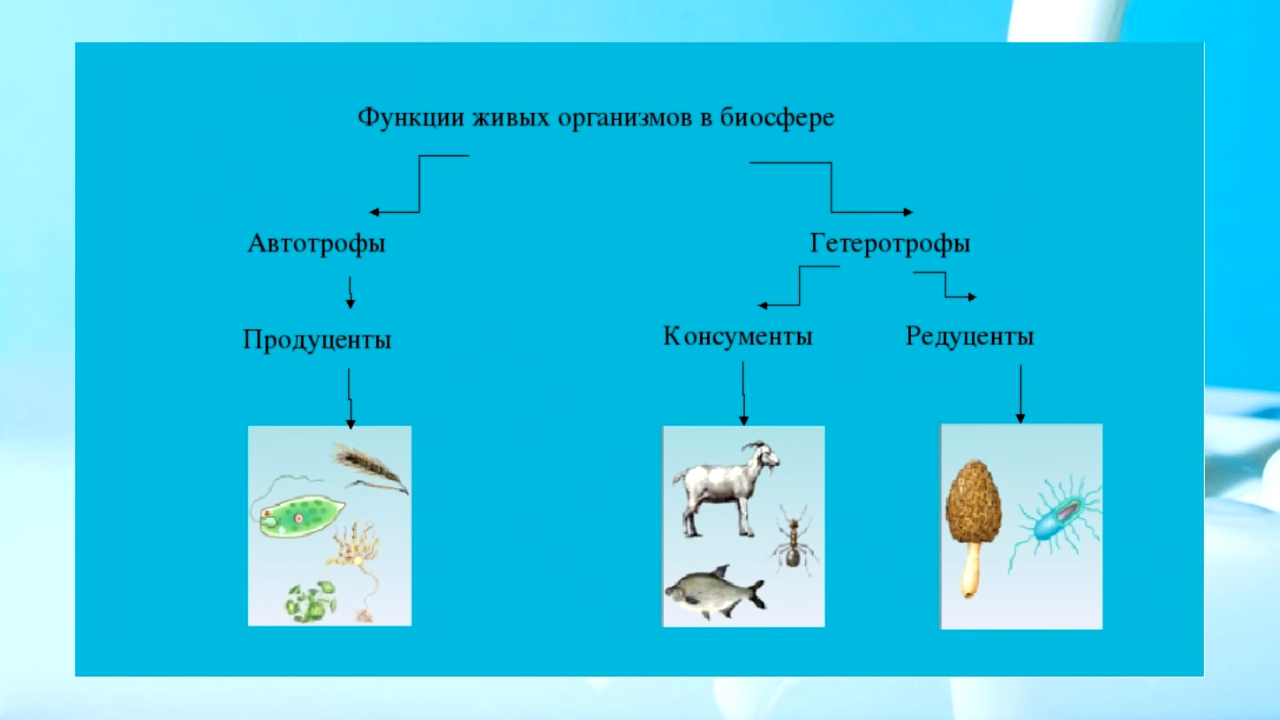 Функции живых организмов в биосфере
Автотрофы
Гетеротрофы
Продуценты
Консументы
Редуценты